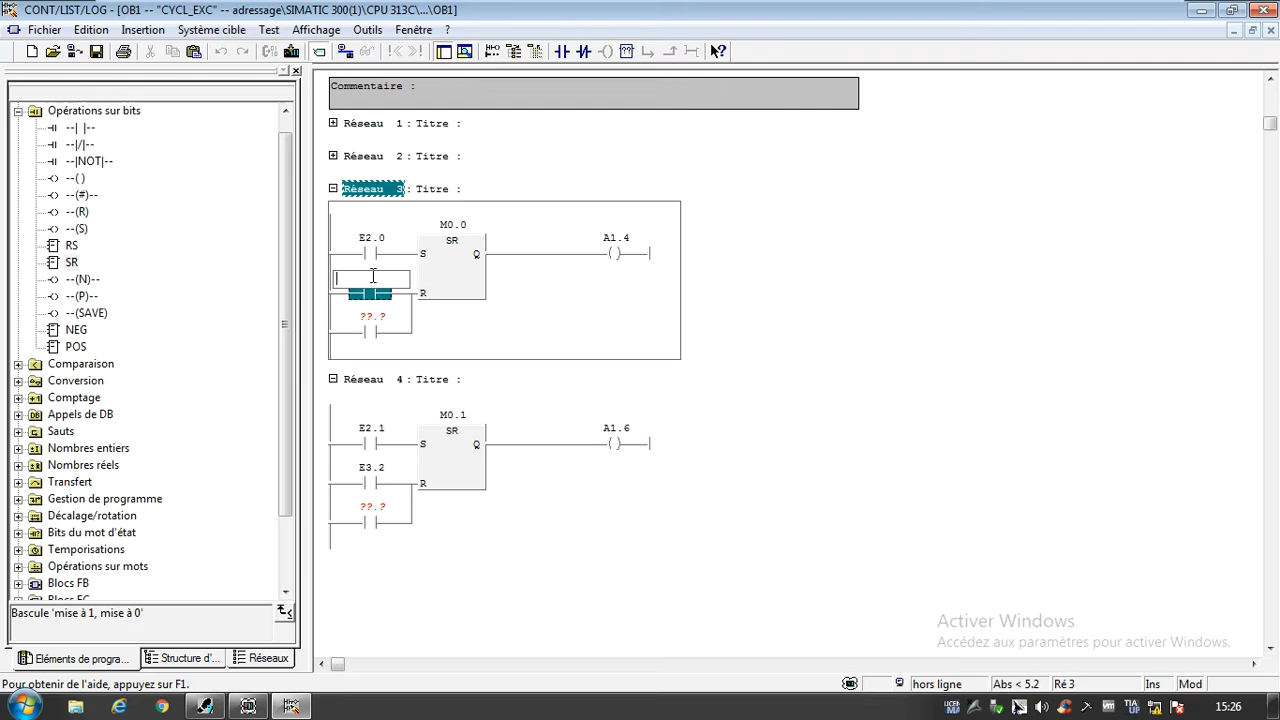 CONT/LIST/LOG - [OB1 -- "CYCL_EXC" -- adressage\SIMATIC 300(1)\CPU 313C\...\OB1]
Fichier Edition Insertion Système cible Test Affichage Outils Fenêtre ?
Opérations sur bits
--| |--
--|/|--
--|NOT|--
--( )
--(#)--
--(R)
--(S)
RS
SR
--(N)--
--(P)--
--(SAVE)
NEG
POS
Comparaison
Conversion
Comptage
Appels de DB
Sauts
Nombres entiers
Nombres réels
Transfert
Gestion de programme
Décalage/rotation
Bits du mot d'état
Temporisations
Opérations sur mots
Blocs FB
Bascule 'mise à 1, mise à 0'
Eléments de progra... Structure d'... Réseaux
Commentaire :
Réseau 1 : Titre :
Réseau 2 : Titre :
Réseau 3 : Titre :
M0.0
E2.0 SR A1.4
S Q
R
??.?
Réseau 4 : Titre :
M0.1
E2.1 SR A1.6
S Q
E3.2
R
??.?
Activer Windows
Accédez aux paramètres pour activer Windows.
Pour obtenir de l'aide, appuyez sur F1. hors ligne Abs < 5.2 Ré 3 Ins Mod
15:26